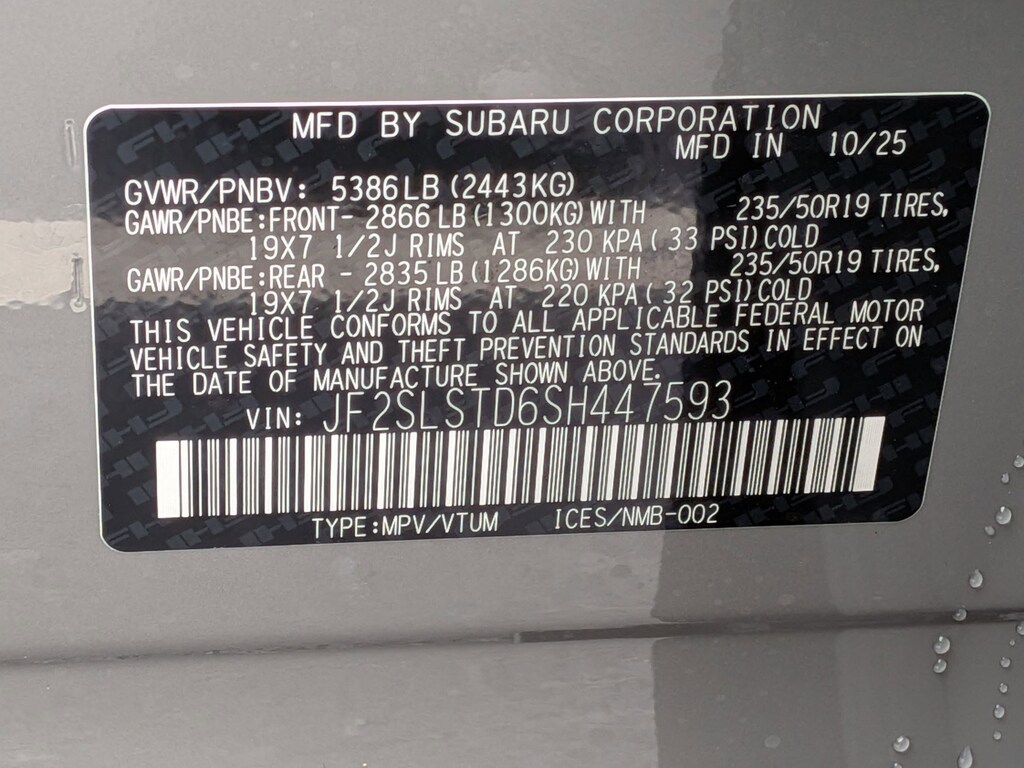 MFD BY SUBARU CORPORATION
MFD IN 10/25
GVWR/PNBV: 5386LB(2443KG)
GAWR/PNBE:FRONT- 2866LB(1300KG)WITH 235/50R19 TIRES,
19X7 1/2J RIMS AT 230 KPA( 33 PSI)COLD
GAWR/PNBE:REAR - 2835LB(1286KG)WITH 235/50R19 TIRES,
19X7 1/2J RIMS AT 220 KPA( 32 PSI)COLD
THIS VEHICLE CONFORMS TO ALL APPLICABLE FEDERAL MOTOR
VEHICLE SAFETY AND THEFT PREVENTION STANDARDS IN EFFECT ON
THE DATE OF MANUFACTURE SHOWN ABOVE.
VIN: JF2SLSTD6SH447593
TYPE:MPV/VTUM ICES/NMB-002